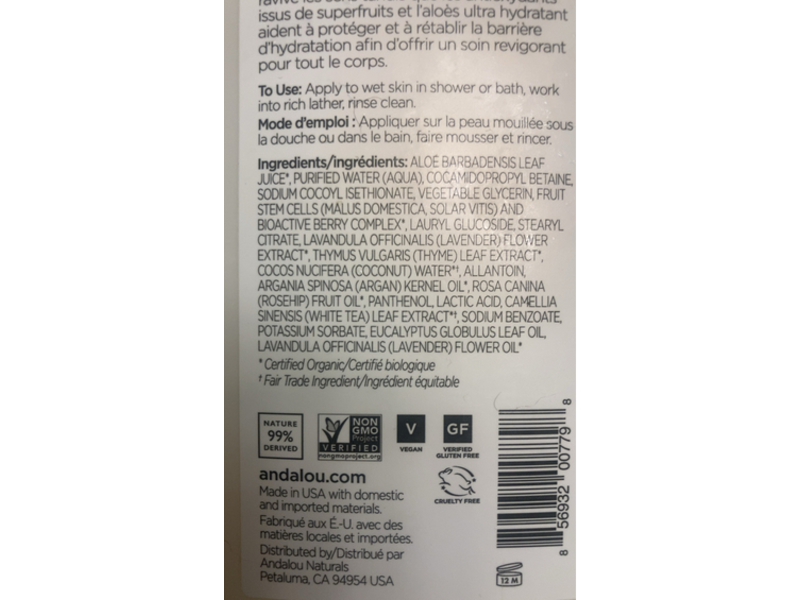 issus de superfruits et l'aloès ultra hydratant
aident à protéger et à rétablir la barrière
d'hydratation afin d'offrir un soin revigorant
pour tout le corps.
To Use: Apply to wet skin in shower or bath, work
into rich lather, rinse clean.
Mode d'emploi : Appliquer sur la peau mouillée sous
la douche ou dans le bain, faire mousser et rincer.
Ingredients/ingrédients: ALOE BARBADENSIS LEAF
JUICE*, PURIFIED WATER (AQUA), COCAMIDOPROPYL BETAINE,
SODIUM COCOYL ISETHIONATE, VEGETABLE GLYCERIN, FRUIT
STEM CELLS (MALUS DOMESTICA, SOLAR VITIS) AND
BIOACTIVE BERRY COMPLEX*, LAURYL GLUCOSIDE, STEARYL
CITRATE, LAVANDULA OFFICINALIS (LAVENDER) FLOWER
EXTRACT*, THYMUS VULGARIS (THYME) LEAF EXTRACT*,
COCOS NUCIFERA (COCONUT) WATER*†, ALLANTOIN,
ARGANIA SPINOSA (ARGAN) KERNEL OIL*, ROSA CANINA
(ROSEHIP) FRUIT OIL*, PANTHENOL, LACTIC ACID, CAMELLIA
SINENSIS (WHITE TEA) LEAF EXTRACT*†, SODIUM BENZOATE,
POTASSIUM SORBATE, EUCALYPTUS GLOBULUS LEAF OIL,
LAVANDULA OFFICINALIS (LAVENDER) FLOWER OIL*
* Certified Organic/Certifié biologique
† Fair Trade Ingredient/Ingrédient équitable
NATURE
99%
DERIVED
NON
GMO
Project
VERIFIED
nongmoproject.org
V
VEGAN
GF
VERIFIED
GLUTEN FREE
CRUELTY FREE
andalou.com
Made in USA with domestic
and imported materials.
Fabriqué aux É.-U. avec des
matières locales et importées.
Distributed by/Distribué par
Andalou Naturals
Petaluma, CA 94954 USA
8 56932 00779 8
12 M